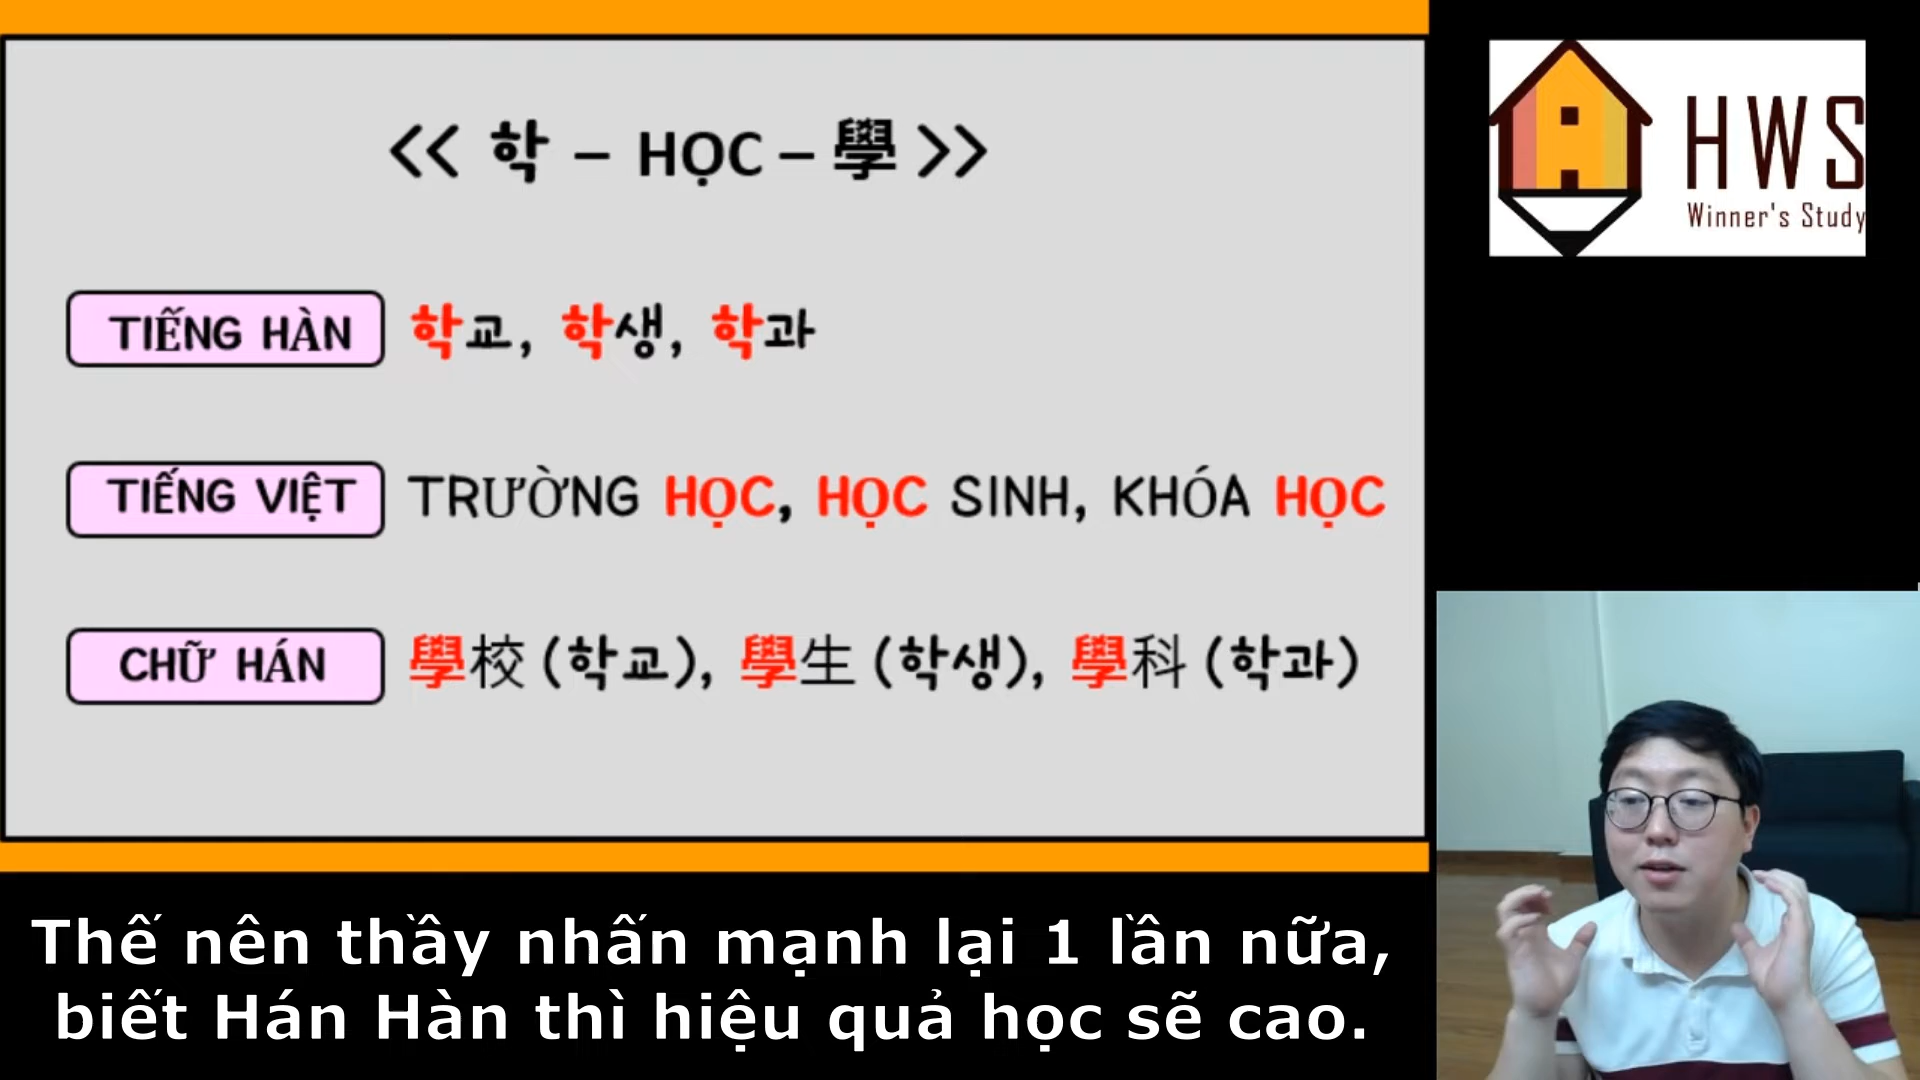 << 학 – HỌC – 學 >>
TIẾNG HÀN 학교, 학생, 학과
TIẾNG VIỆT TRƯỜNG HỌC, HỌC SINH, KHÓA HỌC
CHỮ HÁN 學校 (학교), 學生 (학생), 學科 (학과)
HWS
Winner's Study
Thế nên thầy nhấn mạnh lại 1 lần nữa,
biết Hán Hàn thì hiệu quả học sẽ cao.